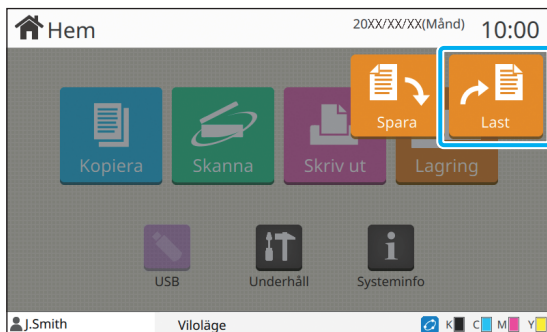 Hem
20XX/XX/XX(Månd) 10:00
Spara Last
Kopiera Skanna Skriv ut Lagring
USB Underhåll Systeminfo
J.Smith Viloläge K C M Y